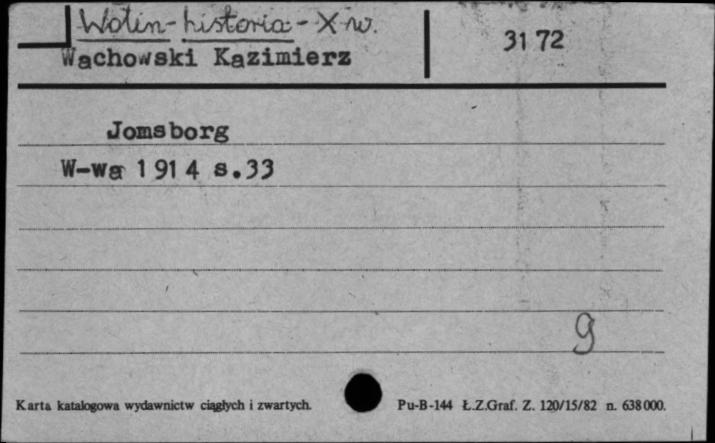 Wolin - historia - X w.
Wachowski Kazimierz
3172
Jomsborg
W-wa 1914 s.33
9
Karta katalogowa wydawnictw ciągłych i zwartych.
Pu-B-144 Ł.Z.Graf. Z. 120/15/82 n. 638000.